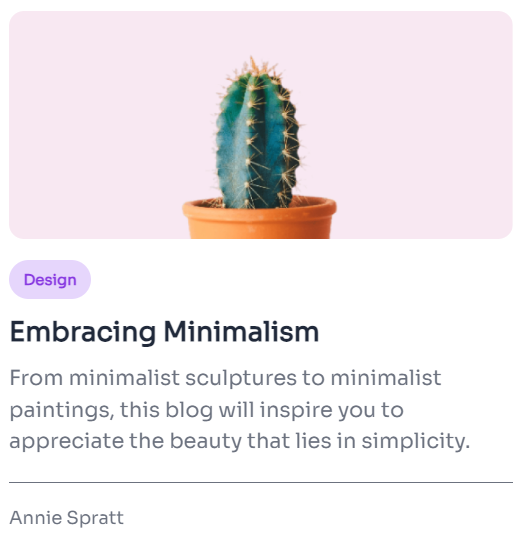 Design
Embracing Minimalism
From minimalist sculptures to minimalist
paintings, this blog will inspire you to
appreciate the beauty that lies in simplicity.
Annie Spratt